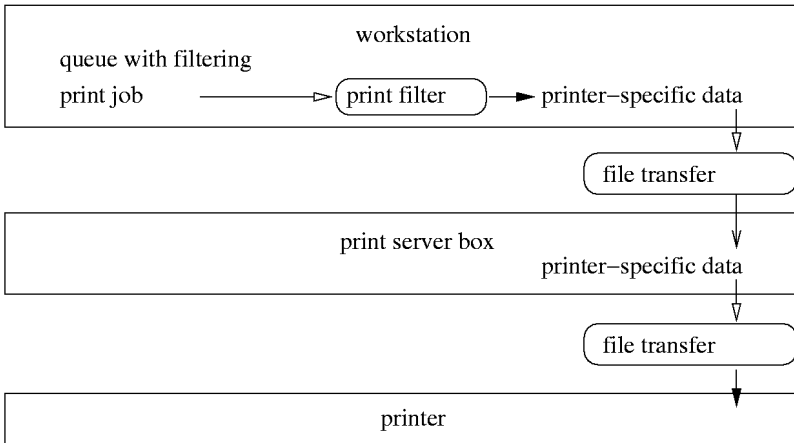 workstation
queue with filtering
print job
print filter
printer−specific data
file transfer
print server box
printer−specific data
file transfer
printer